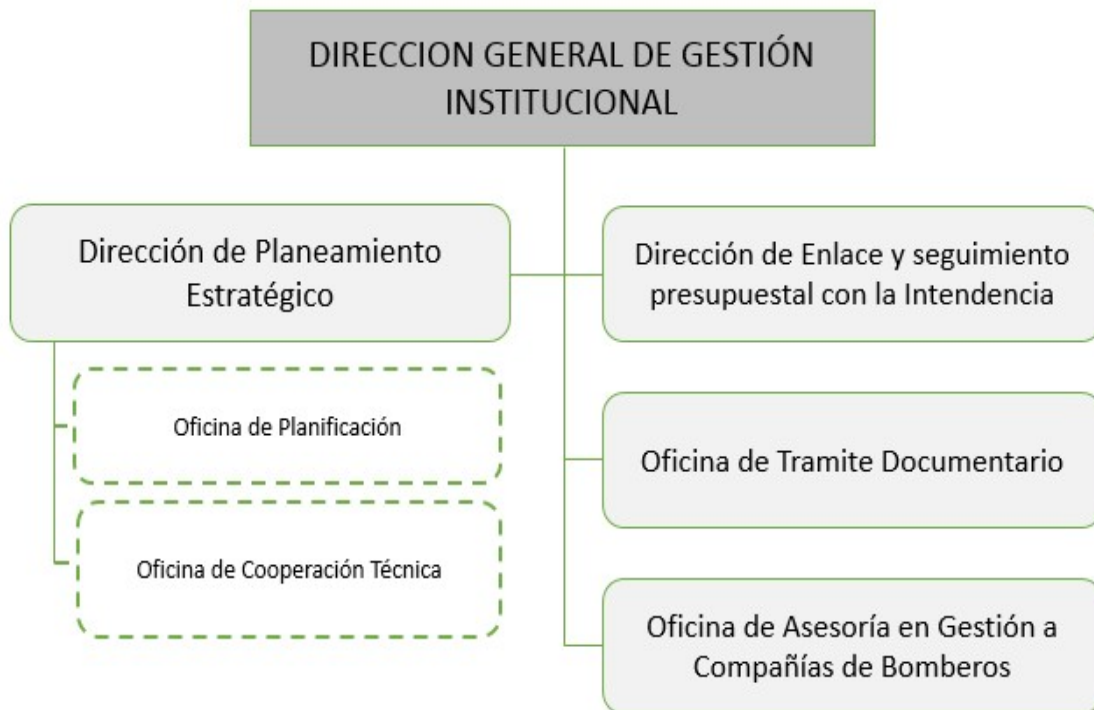 DIRECCION GENERAL DE GESTIÓN
INSTITUCIONAL
Dirección de Planeamiento
Estratégico
Dirección de Enlace y seguimiento
presupuestal con la Intendencia
Oficina de Planificación
Oficina de Tramite Documentario
Oficina de Cooperación Técnica
Oficina de Asesoría en Gestión a
Compañías de Bomberos